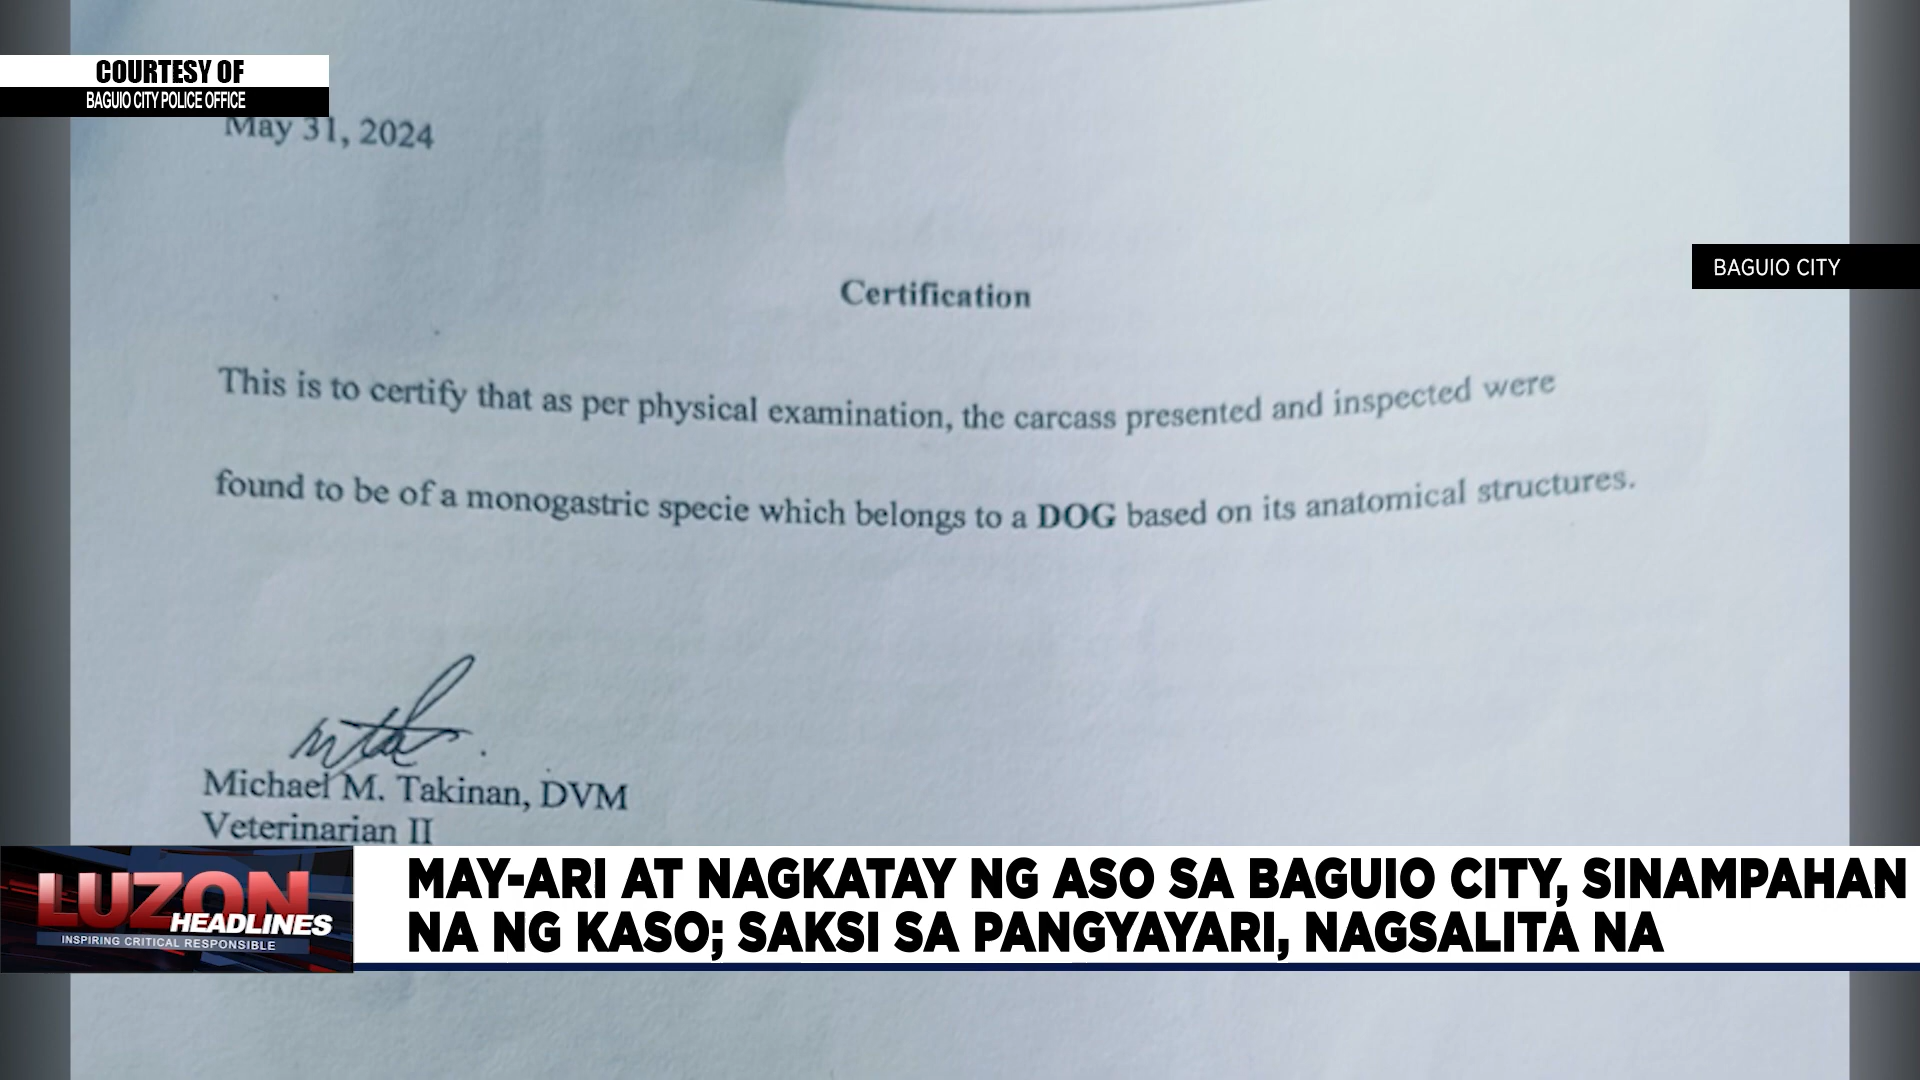 COURTESY OF
BAGUIO CITY POLICE OFFICE
May 31, 2024
BAGUIO CITY
Certification
This is to certify that as per physical examination, the carcass presented and inspected were
found to be of a monogastric specie which belongs to a DOG based on its anatomical structures.
Michael M. Takinan, DVM
Veterinarian II
LUZON
HEADLINES
INSPIRING CRITICAL RESPONSIBLE
MAY-ARI AT NAGKATAY NG ASO SA BAGUIO CITY, SINAMPAHAN
NA NG KASO; SAKSI SA PANGYAYARI, NAGSALITA NA